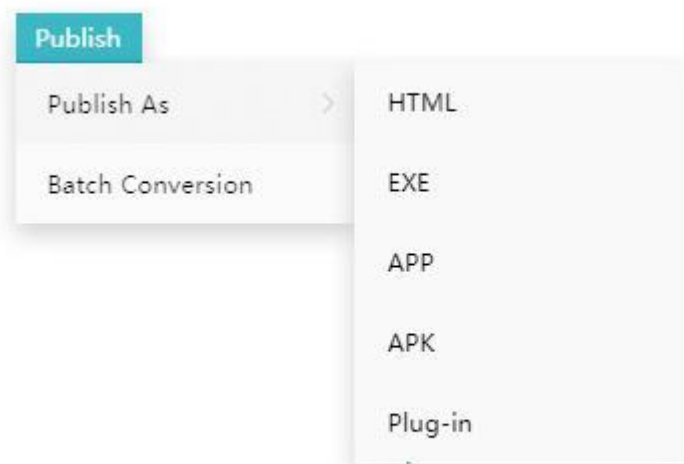 Publish
Publish As
Batch Conversion
HTML
EXE
APP
APK
Plug-in